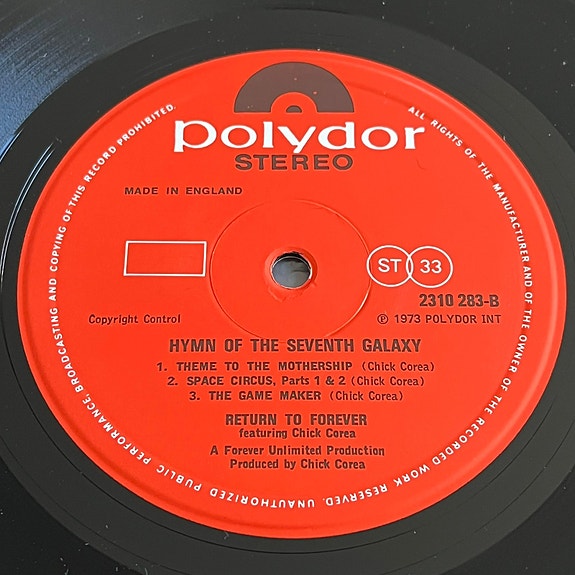 polydor
STEREO
MADE IN ENGLAND
ST 33
2310 283-B
Copyright Control
℗ 1973 POLYDOR INT
HYMN OF THE SEVENTH GALAXY
1. THEME TO THE MOTHERSHIP (Chick Corea)
2. SPACE CIRCUS, Parts 1 & 2 (Chick Corea)
3. THE GAME MAKER (Chick Corea)
RETURN TO FOREVER
featuring Chick Corea
A Forever Unlimited Production
Produced by Chick Corea
ALL RIGHTS OF THE MANUFACTURER AND OF THE OWNER OF THE RECORDED WORK RESERVED. UNAUTHORIZED PUBLIC PERFORMANCE, BROADCASTING AND COPYING OF THIS RECORD PROHIBITED.